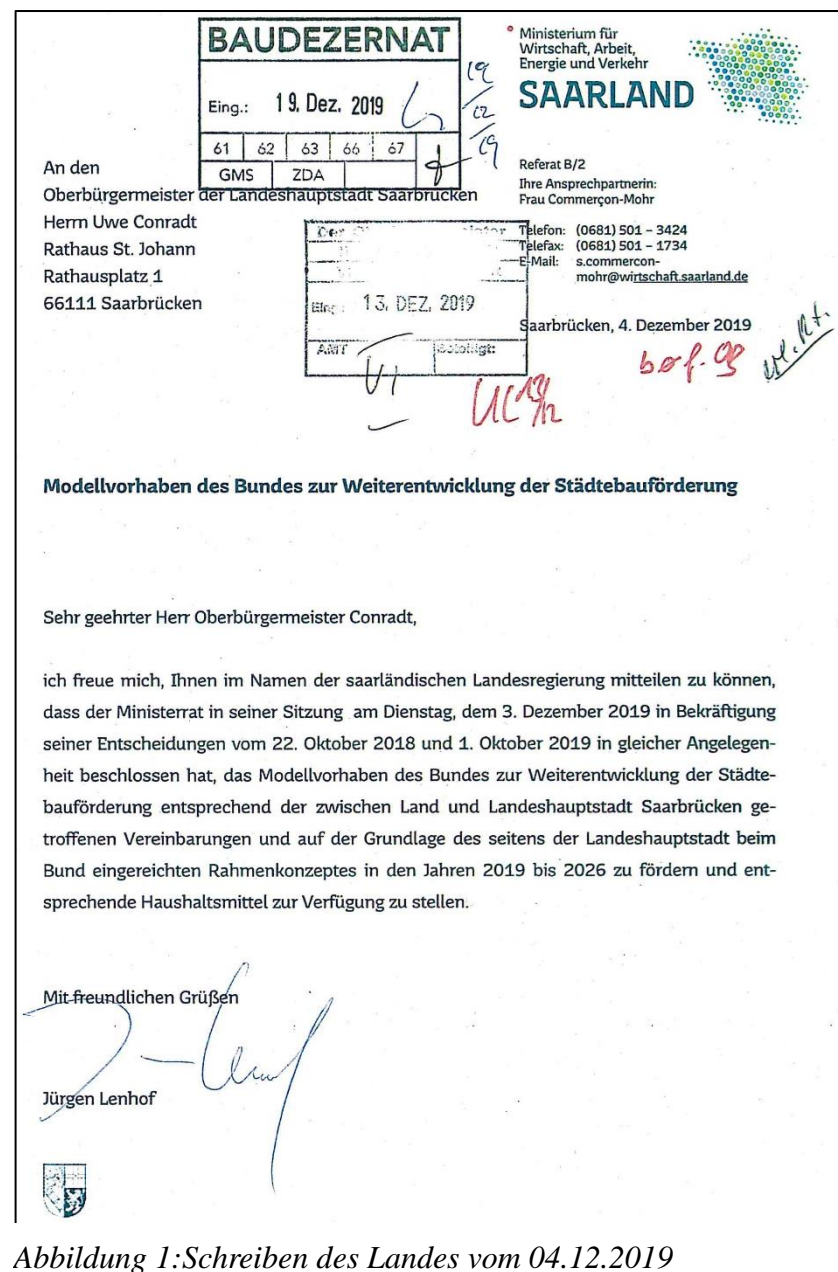 BAUDEZERNAT
Eing.: 19. Dez. 2019
61 62 63 66 67
GMS ZDA
19/12/19
Ministerium für
Wirtschaft, Arbeit,
Energie und Verkehr
SAARLAND
An den
Oberbürgermeister der Landeshauptstadt Saarbrücken
Herrn Uwe Conradt
Rathaus St. Johann
Rathausplatz 1
66111 Saarbrücken
Der
Eing.: 13. DEZ. 2019
AMT Beteiligt:
VI
Referat B/2
Ihre Ansprechpartnerin:
Frau Commerçon-Mohr
Telefon: (0681) 501 – 3424
Telefax: (0681) 501 – 1734
E-Mail: s.commercon-
mohr@wirtschaft.saarland.de
Saarbrücken, 4. Dezember 2019
UC 13/12
Modellvorhaben des Bundes zur Weiterentwicklung der Städtebauförderung
Sehr geehrter Herr Oberbürgermeister Conradt,
ich freue mich, Ihnen im Namen der saarländischen Landesregierung mitteilen zu können,
dass der Ministerrat in seiner Sitzung am Dienstag, dem 3. Dezember 2019 in Bekräftigung
seiner Entscheidungen vom 22. Oktober 2018 und 1. Oktober 2019 in gleicher Angelegen-
heit beschlossen hat, das Modellvorhaben des Bundes zur Weiterentwicklung der Städte-
bauförderung entsprechend der zwischen Land und Landeshauptstadt Saarbrücken ge-
troffenen Vereinbarungen und auf der Grundlage des seitens der Landeshauptstadt beim
Bund eingereichten Rahmenkonzeptes in den Jahren 2019 bis 2026 zu fördern und ent-
sprechende Haushaltsmittel zur Verfügung zu stellen.
Mit freundlichen Grüßen
Jürgen Lenhof
Abbildung 1:Schreiben des Landes vom 04.12.2019